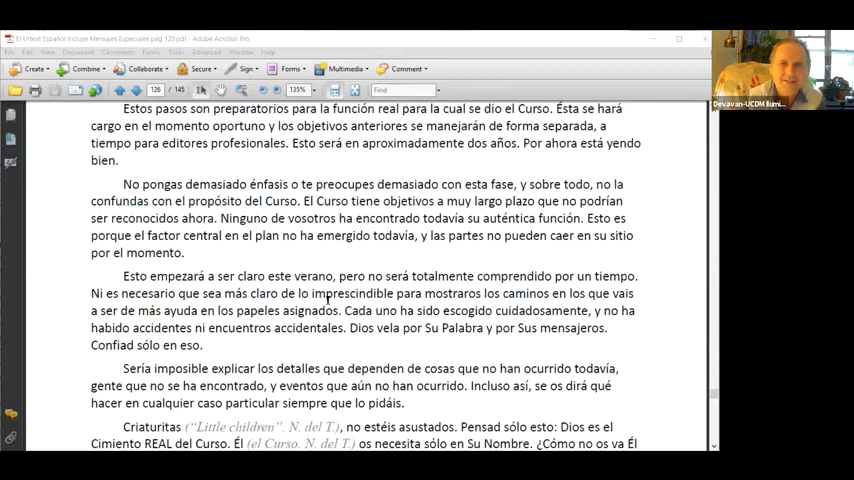 El Urtext Español Incluye Mensajes Especiales pág 120.pdf - Adobe Acrobat Pro
File Edit View Document Comments Forms Tools Advanced Window Help
Create Combine Collaborate Secure Sign Forms Multimedia Comment
126 / 145 135% Find
Estos pasos son preparatorios para la función real para la cual se dio el Curso. Ésta se hará
cargo en el momento oportuno y los objetivos anteriores se manejarán de forma separada, a
tiempo para editores profesionales. Esto será en aproximadamente dos años. Por ahora está yendo
bien.
No pongas demasiado énfasis o te preocupes demasiado con esta fase, y sobre todo, no la
confundas con el propósito del Curso. El Curso tiene objetivos a muy largo plazo que no podrían
ser reconocidos ahora. Ninguno de vosotros ha encontrado todavía su auténtica función. Esto es
porque el factor central en el plan no ha emergido todavía, y las partes no pueden caer en su sitio
por el momento.
Esto empezará a ser claro este verano, pero no será totalmente comprendido por un tiempo.
Ni es necesario que sea más claro de lo imprescindible para mostraros los caminos en los que vais
a ser de más ayuda en los papeles asignados. Cada uno ha sido escogido cuidadosamente, y no ha
habido accidentes ni encuentros accidentales. Dios vela por Su Palabra y por Sus mensajeros.
Confiad sólo en eso.
Sería imposible explicar los detalles que dependen de cosas que no han ocurrido todavía,
gente que no se ha encontrado, y eventos que aún no han ocurrido. Incluso así, se os dirá qué
hacer en cualquier caso particular siempre que lo pidáis.
Criaturitas (“Little children”. N. del T.), no estéis asustados. Pensad sólo esto: Dios es el
Cimiento REAL del Curso. Él (el Curso. N. del T.) os necesita sólo en Su Nombre. ¿Cómo no os va Él
Devavan-UCDM Ilumi...